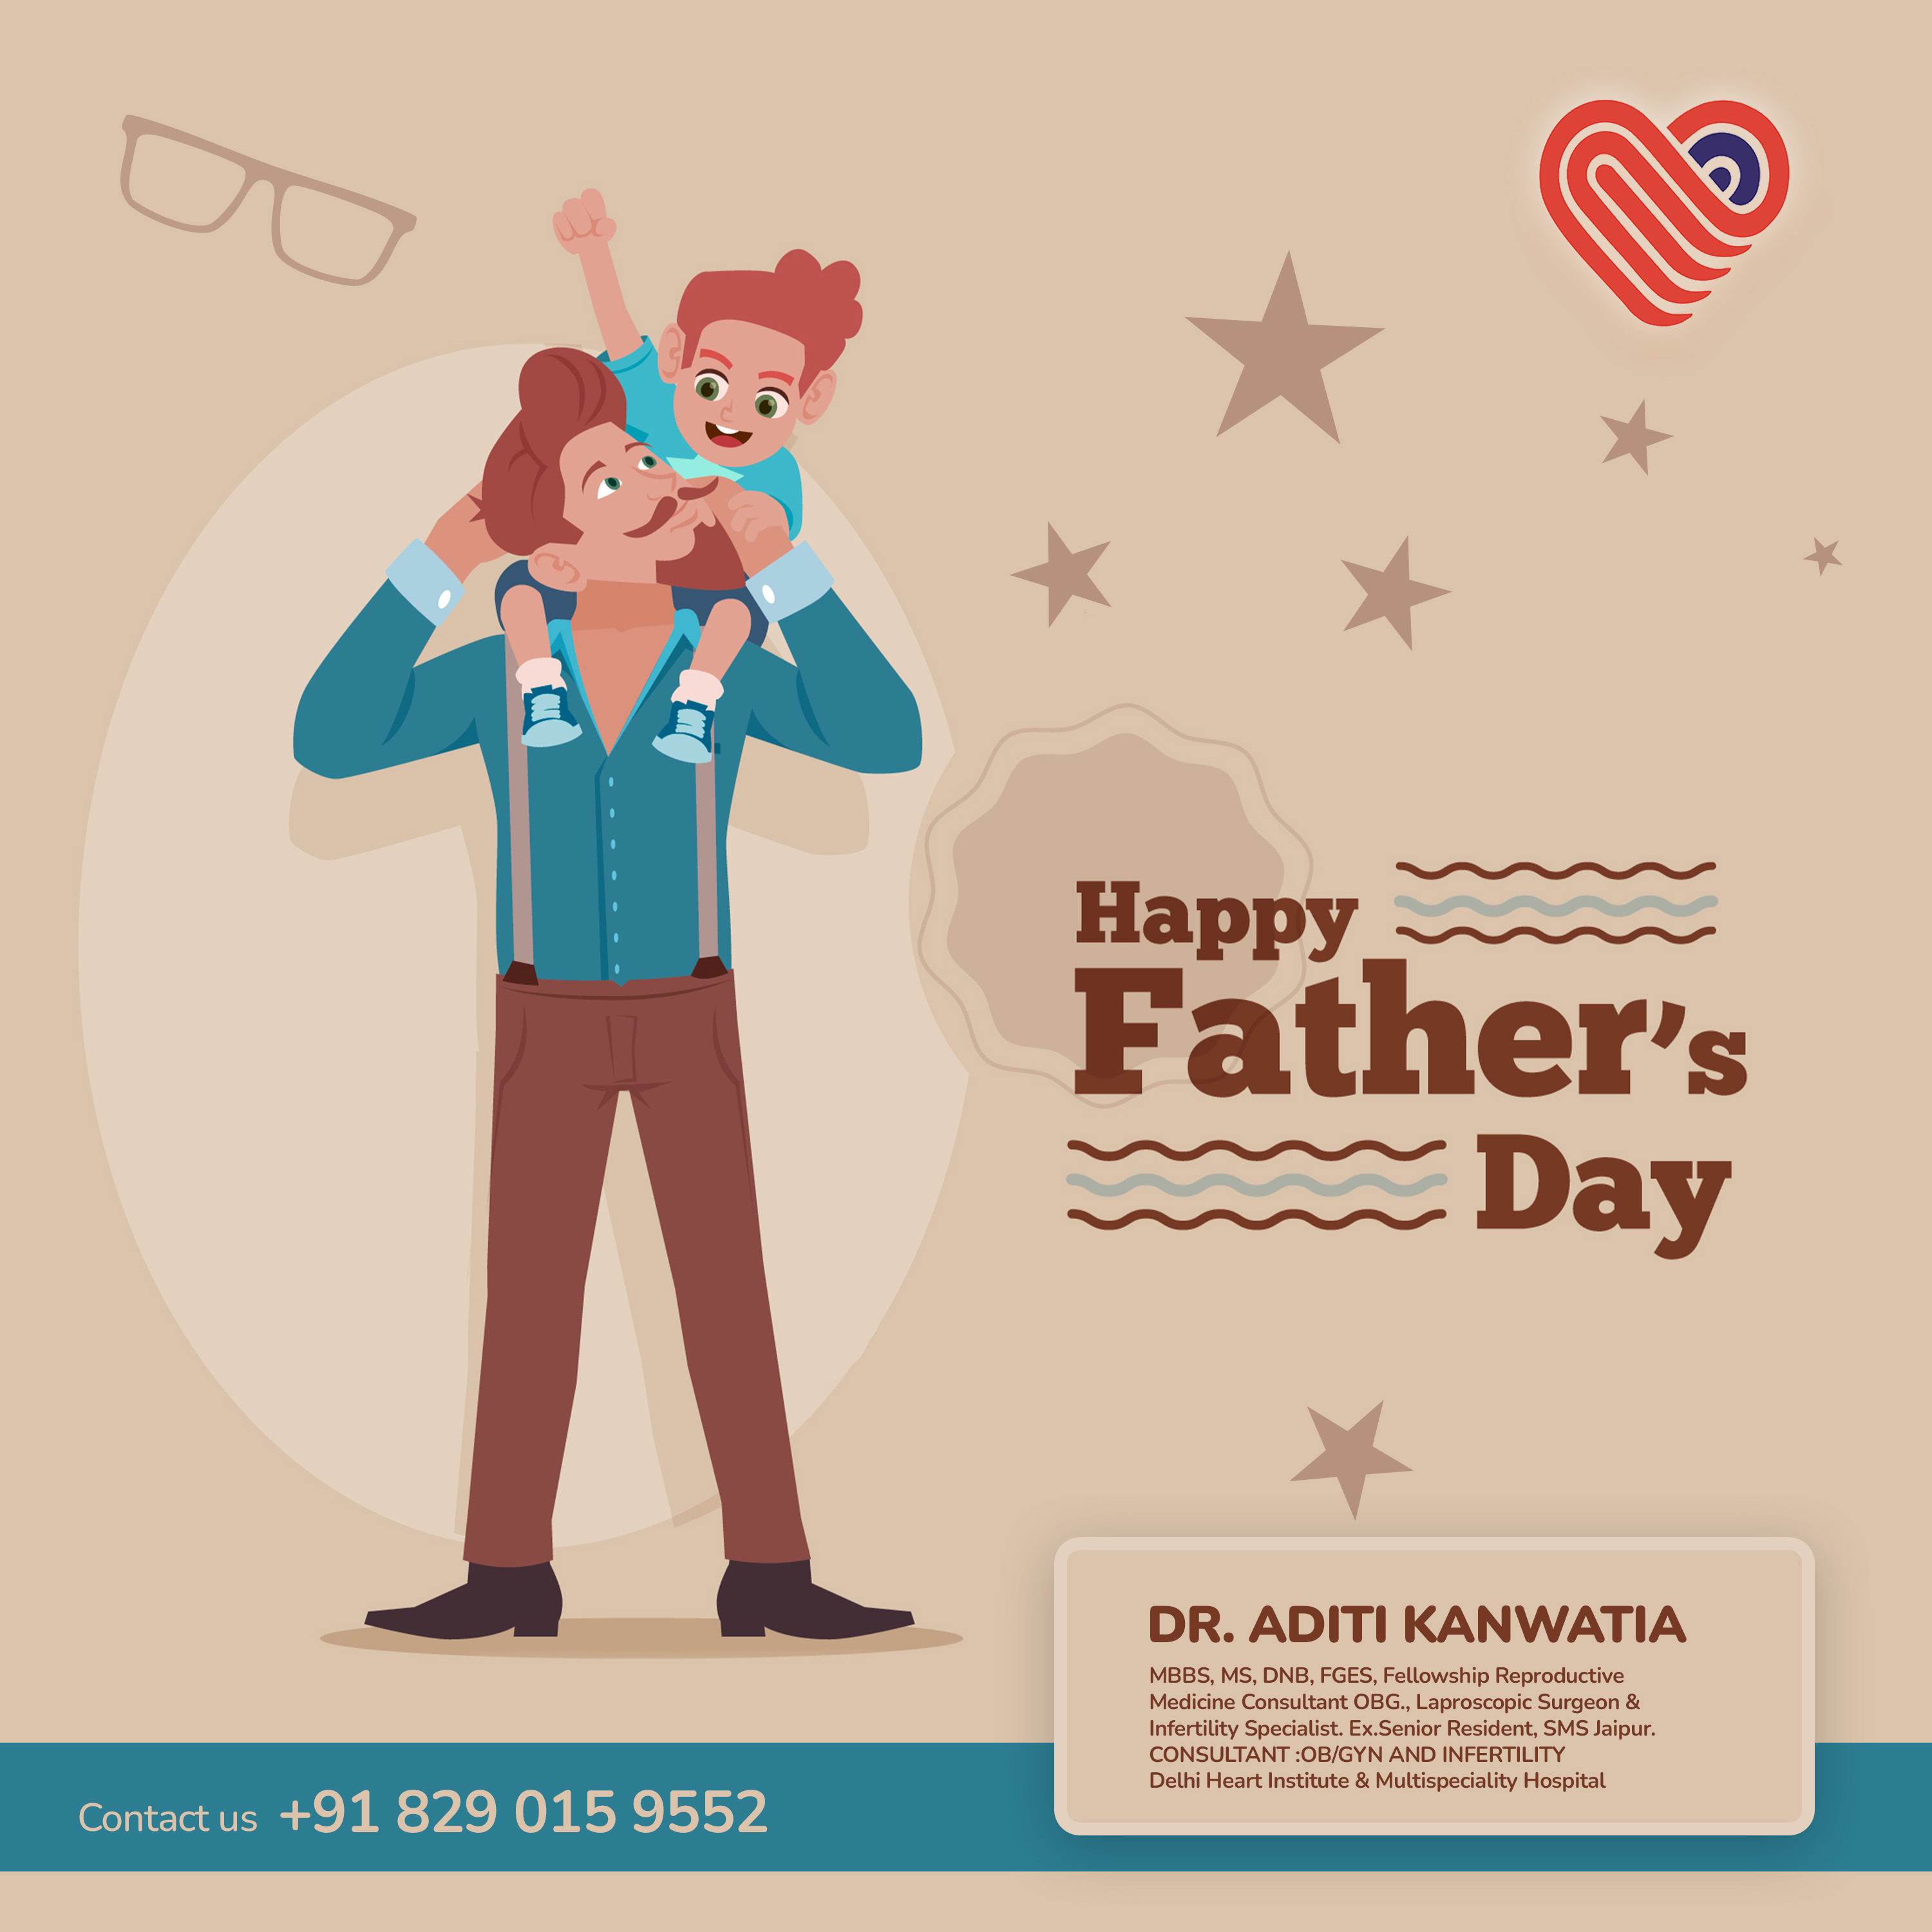 Happy
Father's
Day
DR. ADITI KANWATIA
MBBS, MS, DNB, FGES, Fellowship Reproductive
Medicine Consultant OBG., Laproscopic Surgeon &
Infertility Specialist. Ex.Senior Resident, SMS Jaipur.
CONSULTANT :OB/GYN AND INFERTILITY
Delhi Heart Institute & Multispeciality Hospital
Contact us +91 829 015 9552